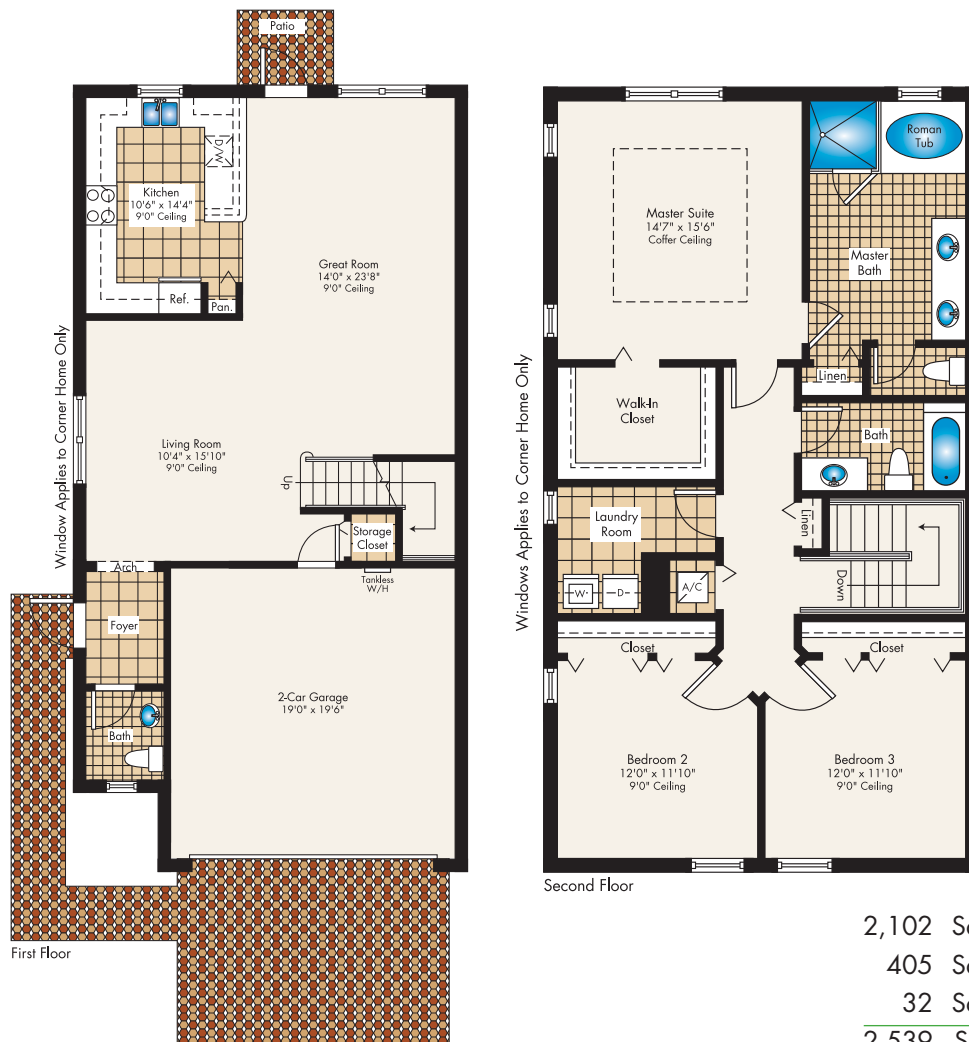 Patio
D/W
Kitchen
10'6" x 14'4"
9'0" Ceiling
Great Room
14'0" x 23'8"
9'0" Ceiling
Ref.
Pan.
Window Applies to Corner Home Only
Living Room
10'4" x 15'10"
9'0" Ceiling
Up
Storage
Closet
Arch
Tankless
W/H
Foyer
2-Car Garage
19'0" x 19'6"
Bath
First Floor
Roman
Tub
Master Suite
14'7" x 15'6"
Coffer Ceiling
Master
Bath
Windows Applies to Corner Home Only
Linen
Walk-In
Closet
Bath
Laundry
Room
Linen
Down
W
D
A/C
Closet
Closet
Bedroom 2
12'0" x 11'10"
9'0" Ceiling
Bedroom 3
12'0" x 11'10"
9'0" Ceiling
Second Floor
2,102
405
32
2,539